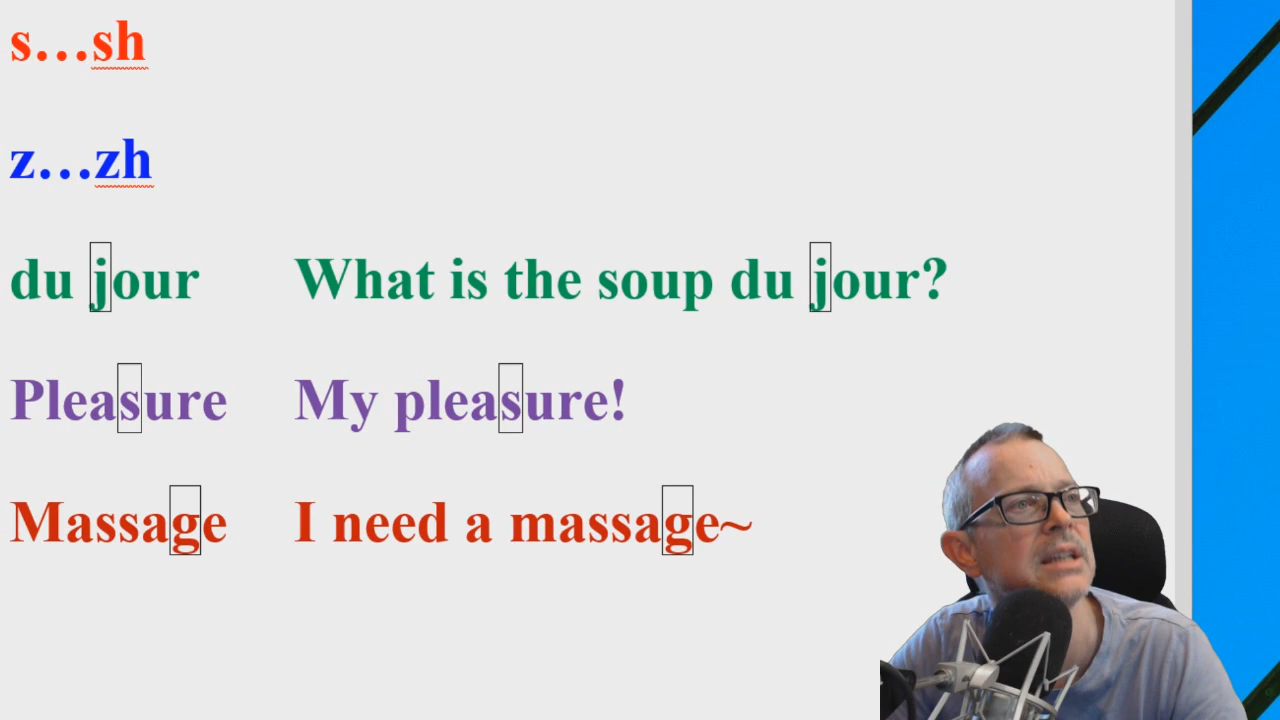 s…sh
z…zh
du jour What is the soup du jour?
Pleasure My pleasure!
Massage I need a massage~